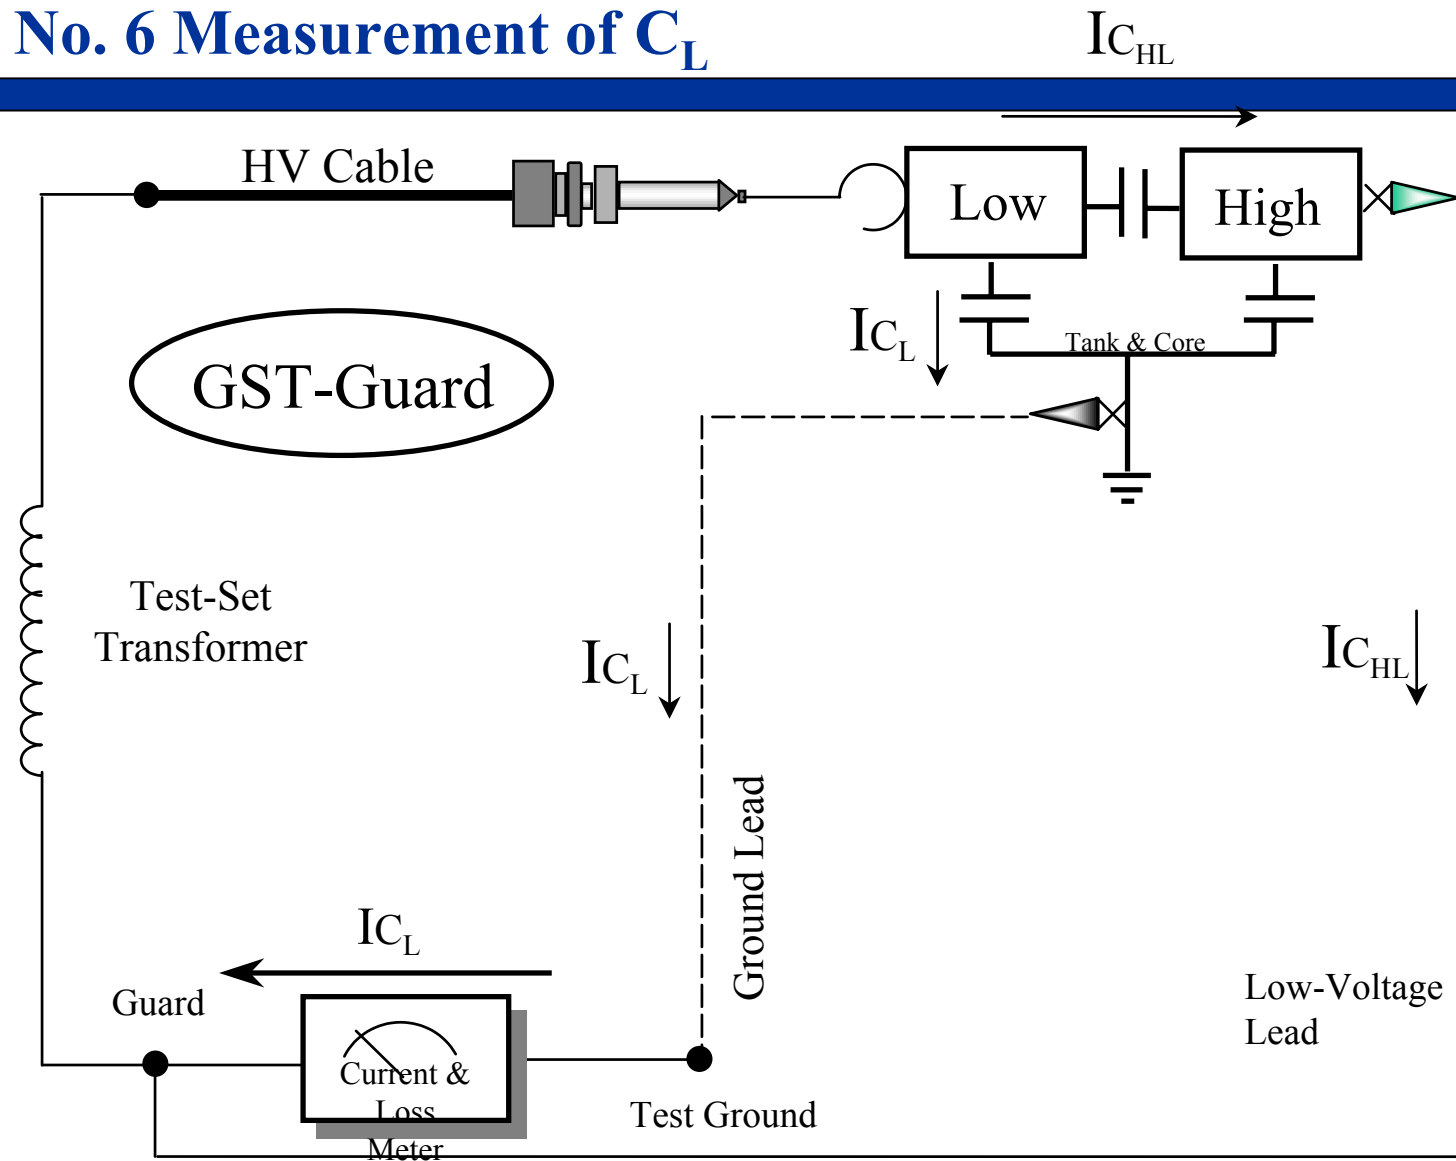 No. 6 Measurement of CL
ICHL
HV Cable
Low
High
ICL
Tank & Core
GST-Guard
Test-Set
Transformer
ICL
ICHL
Ground Lead
ICL
Guard
Low-Voltage
Lead
Current &
Loss
Meter
Test Ground